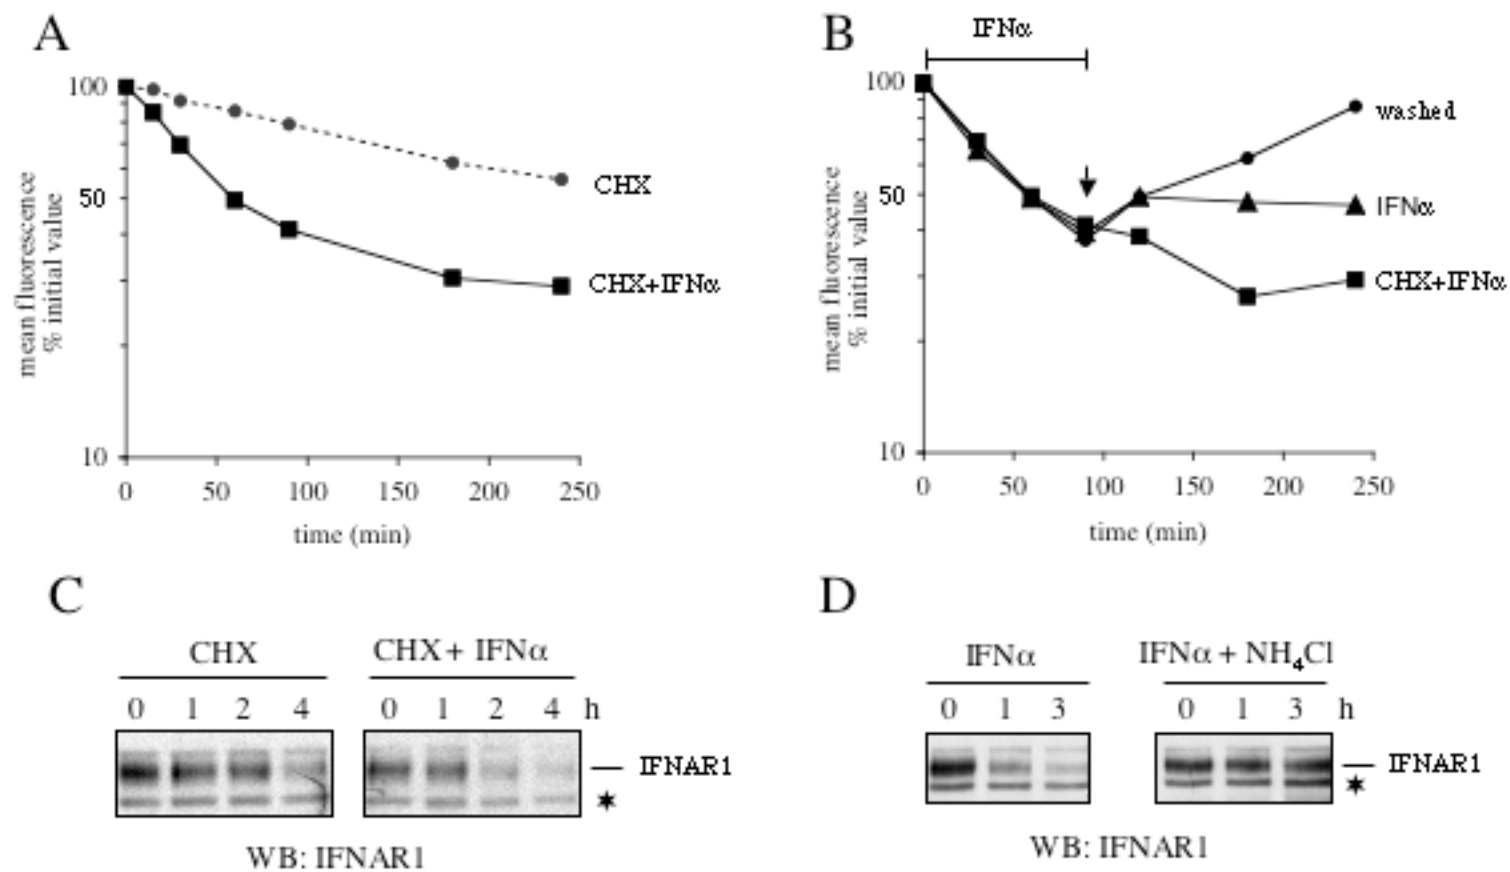 A
100
50
10
mean fluorescence
% initial value
CHX
CHX+IFNα
0 50 100 150 200 250
time (min)
B
IFNα
100
50
10
mean fluorescence
% initial value
washed
IFNα
CHX+IFNα
0 50 100 150 200 250
time (min)
C
CHX
CHX+ IFNα
0 1 2 4 0 1 2 4 h
IFNAR1
WB: IFNAR1
D
IFNα
IFNα + NH₄Cl
0 1 3 0 1 3 h
IFNAR1
WB: IFNAR1